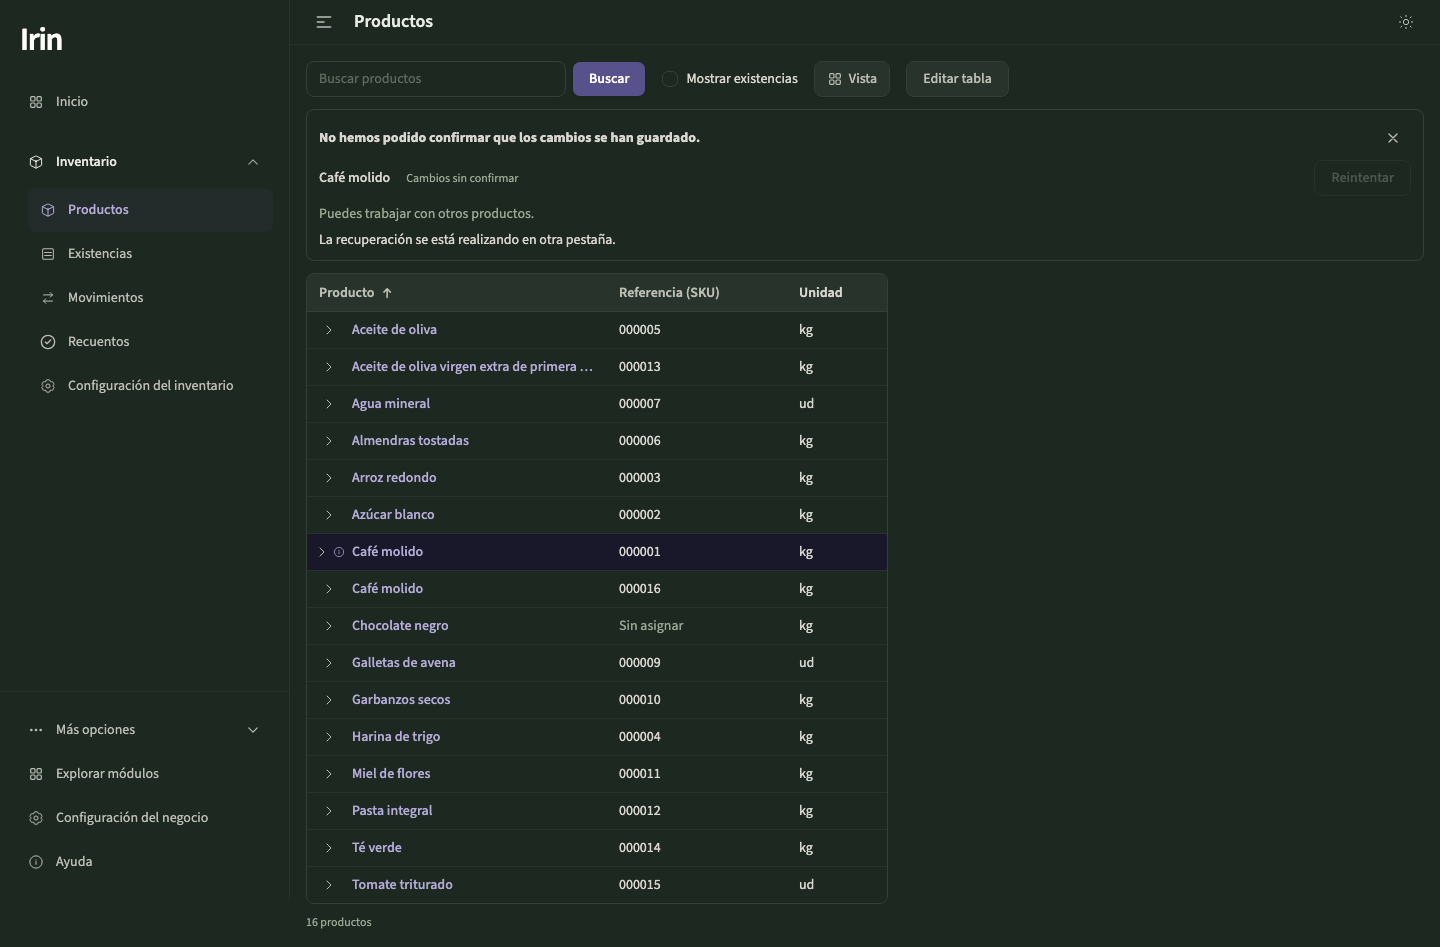 Irin
Productos
Inicio
Inventario
Productos
Existencias
Movimientos
Recuentos
Configuración del inventario
Más opciones
Explorar módulos
Configuración del negocio
Ayuda
Buscar productos
Buscar
Mostrar existencias
Vista
Editar tabla
No hemos podido confirmar que los cambios se han guardado.
Café molido Cambios sin confirmar
Reintentar
Puedes trabajar con otros productos.
La recuperación se está realizando en otra pestaña.
Producto Referencia (SKU) Unidad
Aceite de oliva 000005 kg
Aceite de oliva virgen extra de primera ... 000013 kg
Agua mineral 000007 ud
Almendras tostadas 000006 kg
Arroz redondo 000003 kg
Azúcar blanco 000002 kg
Café molido 000001 kg
Café molido 000016 kg
Chocolate negro Sin asignar kg
Galletas de avena 000009 ud
Garbanzos secos 000010 kg
Harina de trigo 000004 kg
Miel de flores 000011 kg
Pasta integral 000012 kg
Té verde 000014 kg
Tomate triturado 000015 ud
16 productos